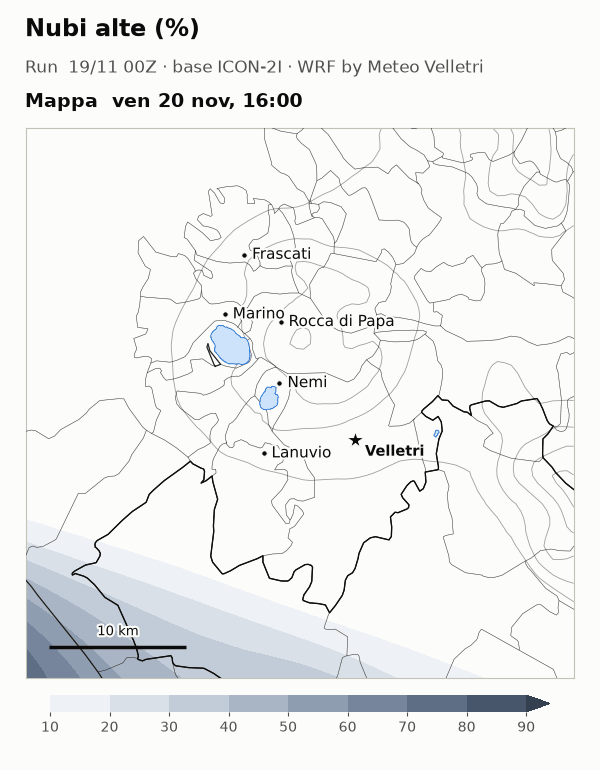 Nubi alte (%)
Run  19/11 00Z · base ICON-2I · WRF by Meteo Velletri
Mappa  ven 20 nov, 16:00
Frascati
Marino
Rocca di Papa
Nemi
Velletri
Lanuvio
10 km
10 20 30 40 50 60 70 80 90